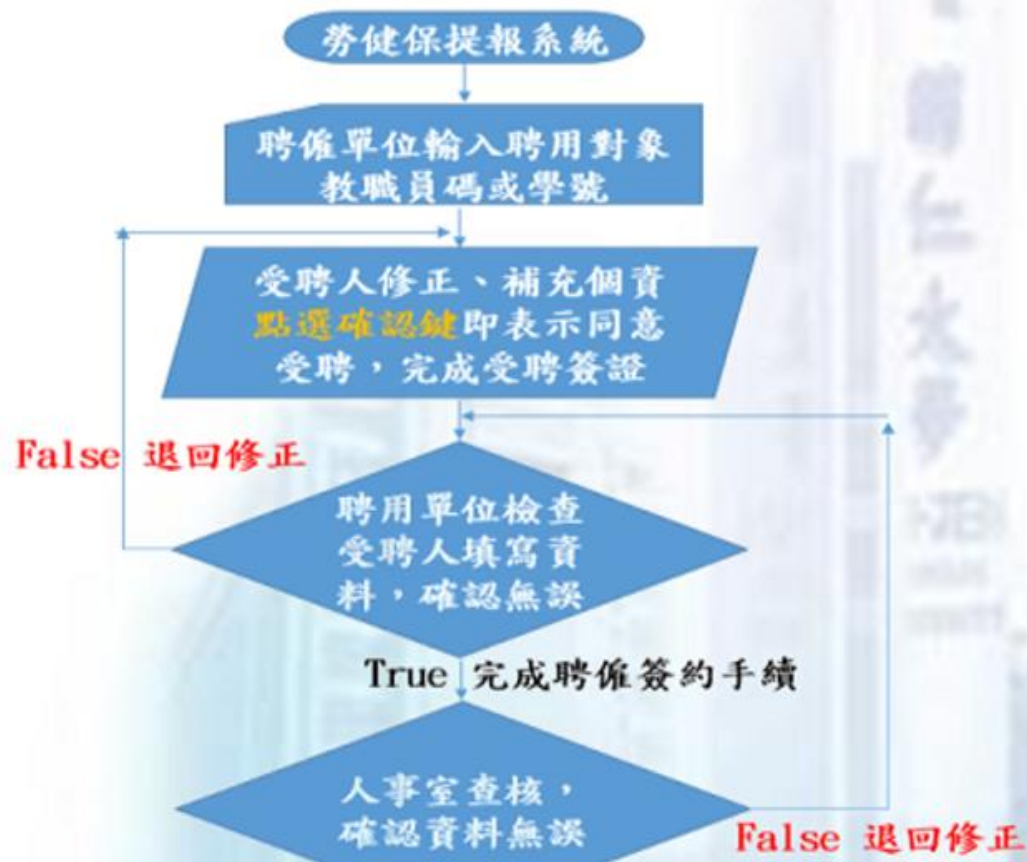 勞健保提報系統
聘僱單位輸入聘用對象
教職員碼或學號
受聘人修正、補充個資
點選確認鍵即表示同意
受聘，完成受聘簽證
False 退回修正
聘用單位檢查
受聘人填寫資
料，確認無誤
True 完成聘僱簽約手續
人事室查核，
確認資料無誤
False 退回修正
仁
大
學